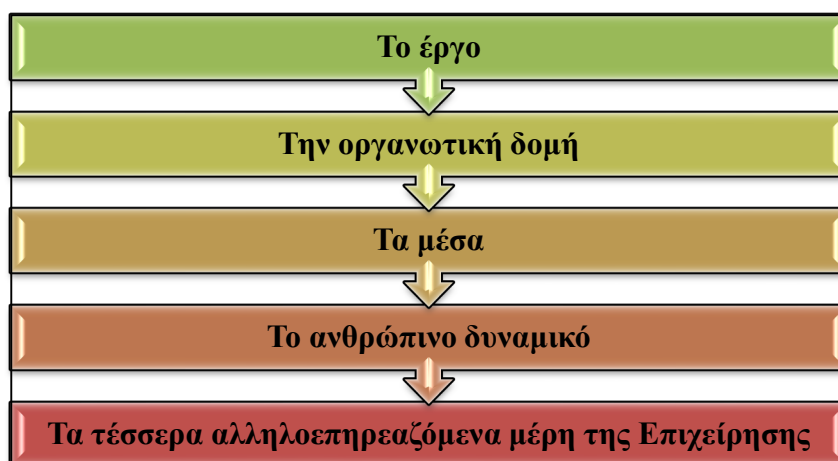 Το έργο
Την οργανωτική δομή
Τα μέσα
Το ανθρώπινο δυναμικό
Τα τέσσερα αλληλοεπηρεαζόμενα μέρη της Επιχείρησης